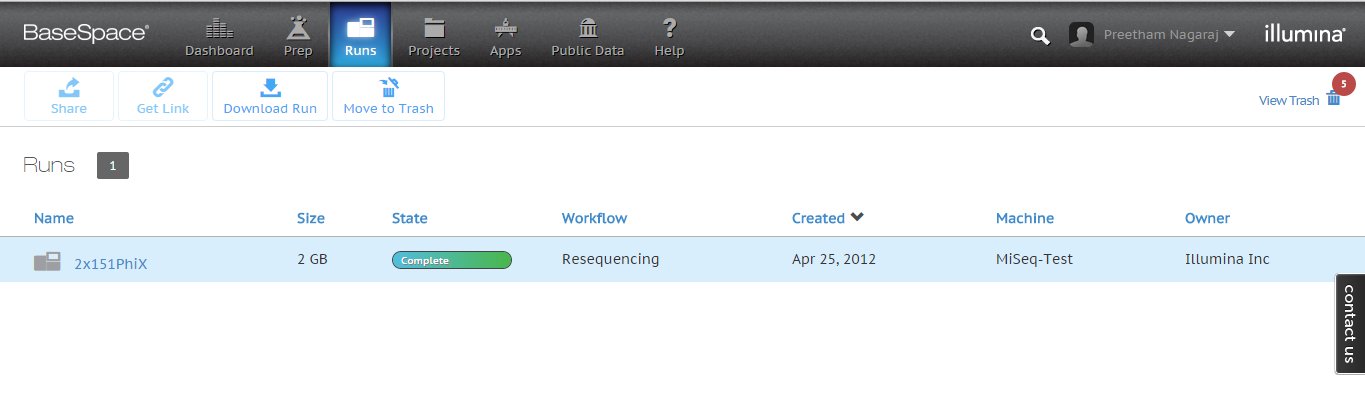 BaseSpace®
Dashboard Prep Runs Projects Apps Public Data Help Preetham Nagaraj illumina®
Share Get Link Download Run Move to Trash View Trash 5
Runs 1
Name Size State Workflow Created Machine Owner
2x151PhiX 2 GB Complete Resequencing Apr 25, 2012 MiSeq-Test Illumina Inc
contact us